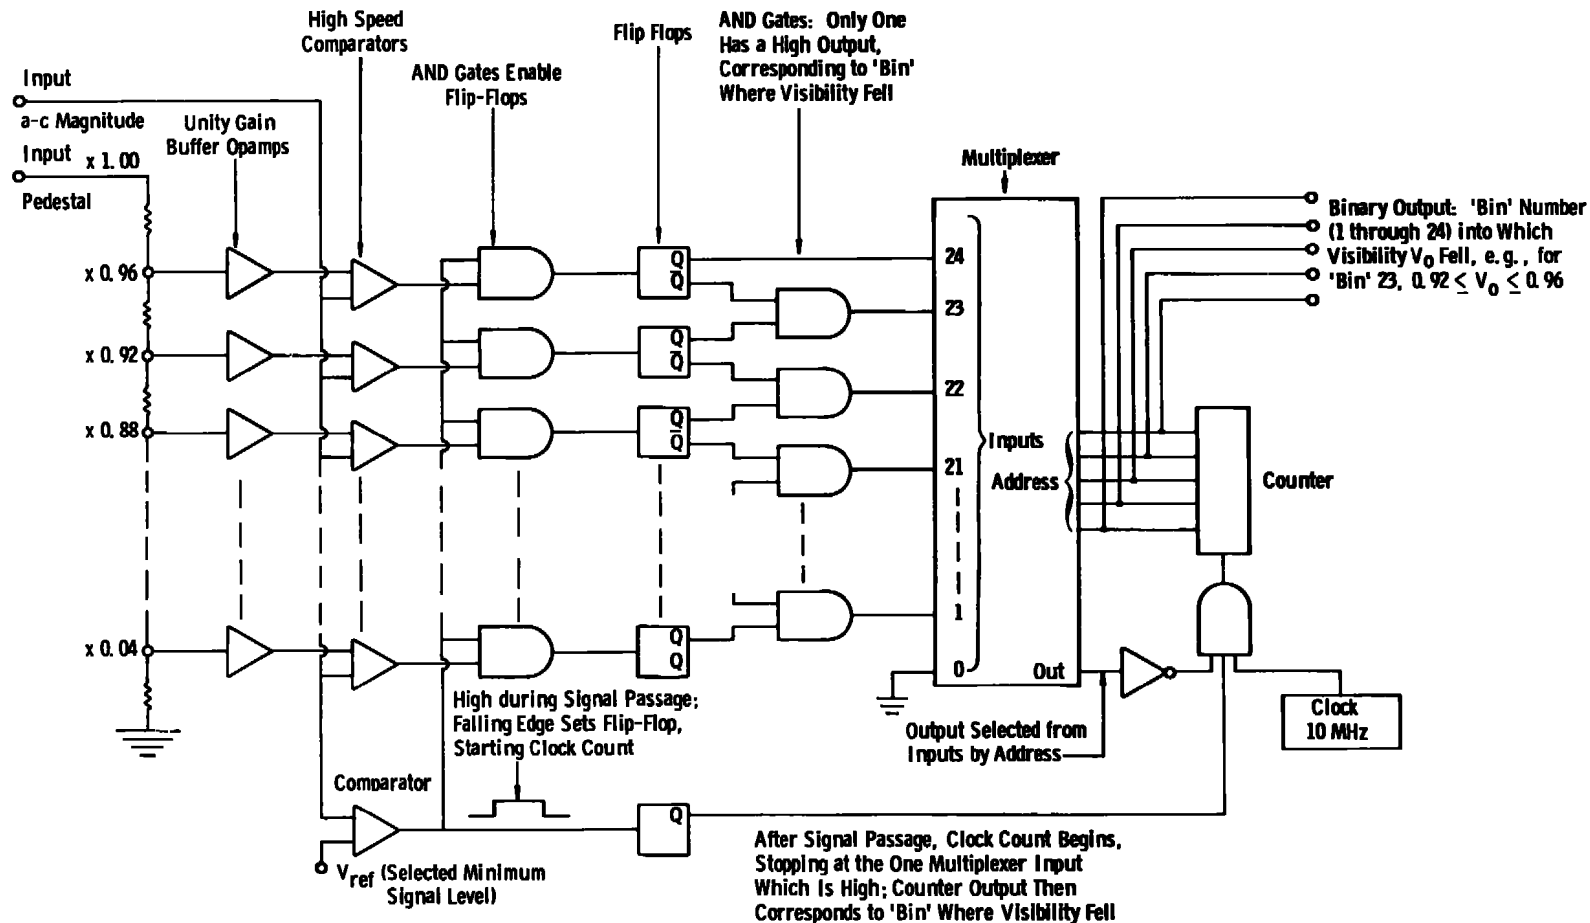 High Speed
Comparators
Flip Flops
AND Gates: Only One
Has a High Output,
Corresponding to 'Bin'
Where Visibility Fell
AND Gates Enable
Flip-Flops
Input
a-c Magnitude
Unity Gain
Buffer Opamps
Input x 1.00
Pedestal
Multiplexer
Binary Output: 'Bin' Number
(1 through 24) into Which
Visibility V₀ Fell, e.g., for
'Bin' 23, 0.92 ≤ V₀ ≤ 0.96
x 0.96
Q
Q̅
24
23
x 0.92
Q
Q̅
22
x 0.88
Q
Q̅
21
Inputs
Address
Counter
1
x 0.04
Q
Q
0
Out
High during Signal Passage;
Falling Edge Sets Flip-Flop,
Starting Clock Count
Output Selected from
Inputs by Address
Clock
10 MHz
Comparator
Q
V_ref (Selected Minimum
Signal Level)
After Signal Passage, Clock Count Begins,
Stopping at the One Multiplexer Input
Which Is High; Counter Output Then
Corresponds to 'Bin' Where Visibility Fell